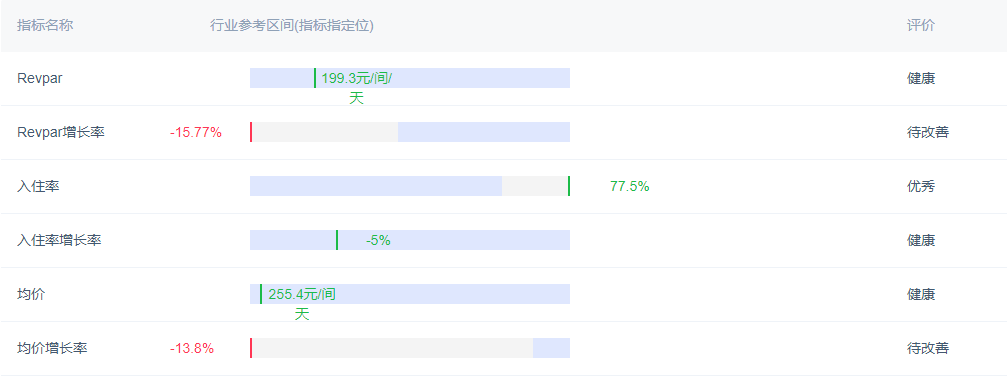 指标名称 行业参考区间(指标指定位) 评价
Revpar 199.3元/间/ 健康
天
Revpar增长率 -15.77% 待改善
入住率 77.5% 优秀
入住率增长率 -5% 健康
均价 255.4元/间 健康
天
均价增长率 -13.8% 待改善